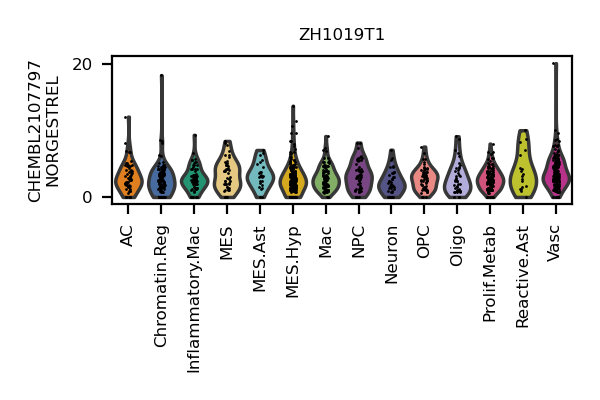 ZH1019T1
CHEMBL2107797
NORGESTREL
20
0
AC
Chromatin.Reg
Inflammatory.Mac
MES
MES.Ast
MES.Hyp
Mac
NPC
Neuron
OPC
Oligo
Prolif.Metab
Reactive.Ast
Vasc